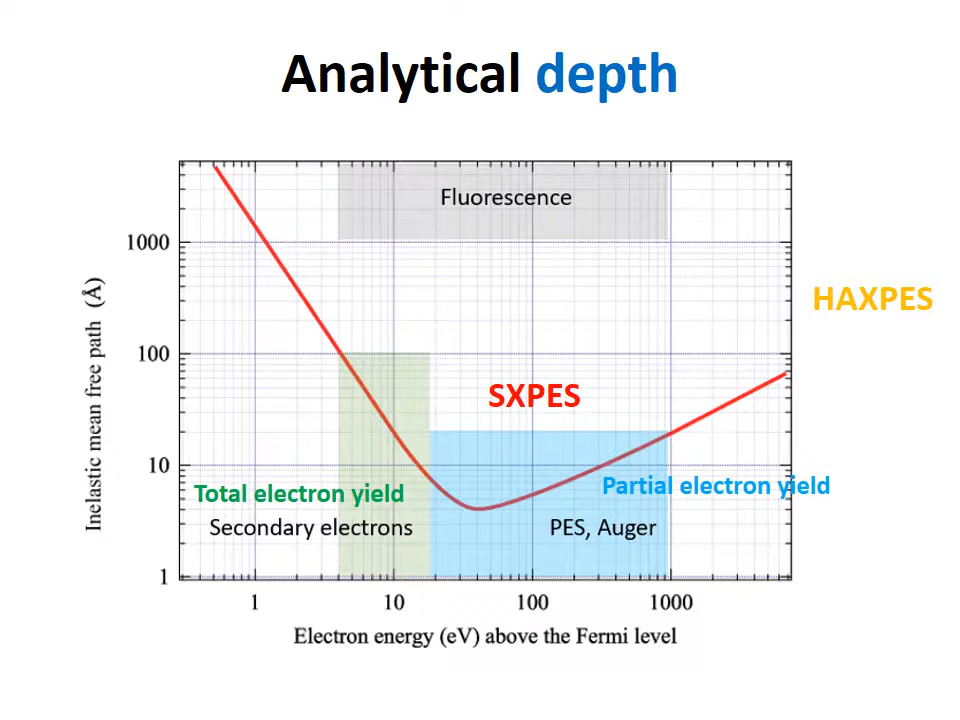 Analytical depth
Fluorescence
1000
HAXPES
Inelastic mean free path (Å)
100
SXPES
10
Partial electron yield
Total electron yield
Secondary electrons
PES, Auger
1
1
10
100
1000
Electron energy (eV) above the Fermi level